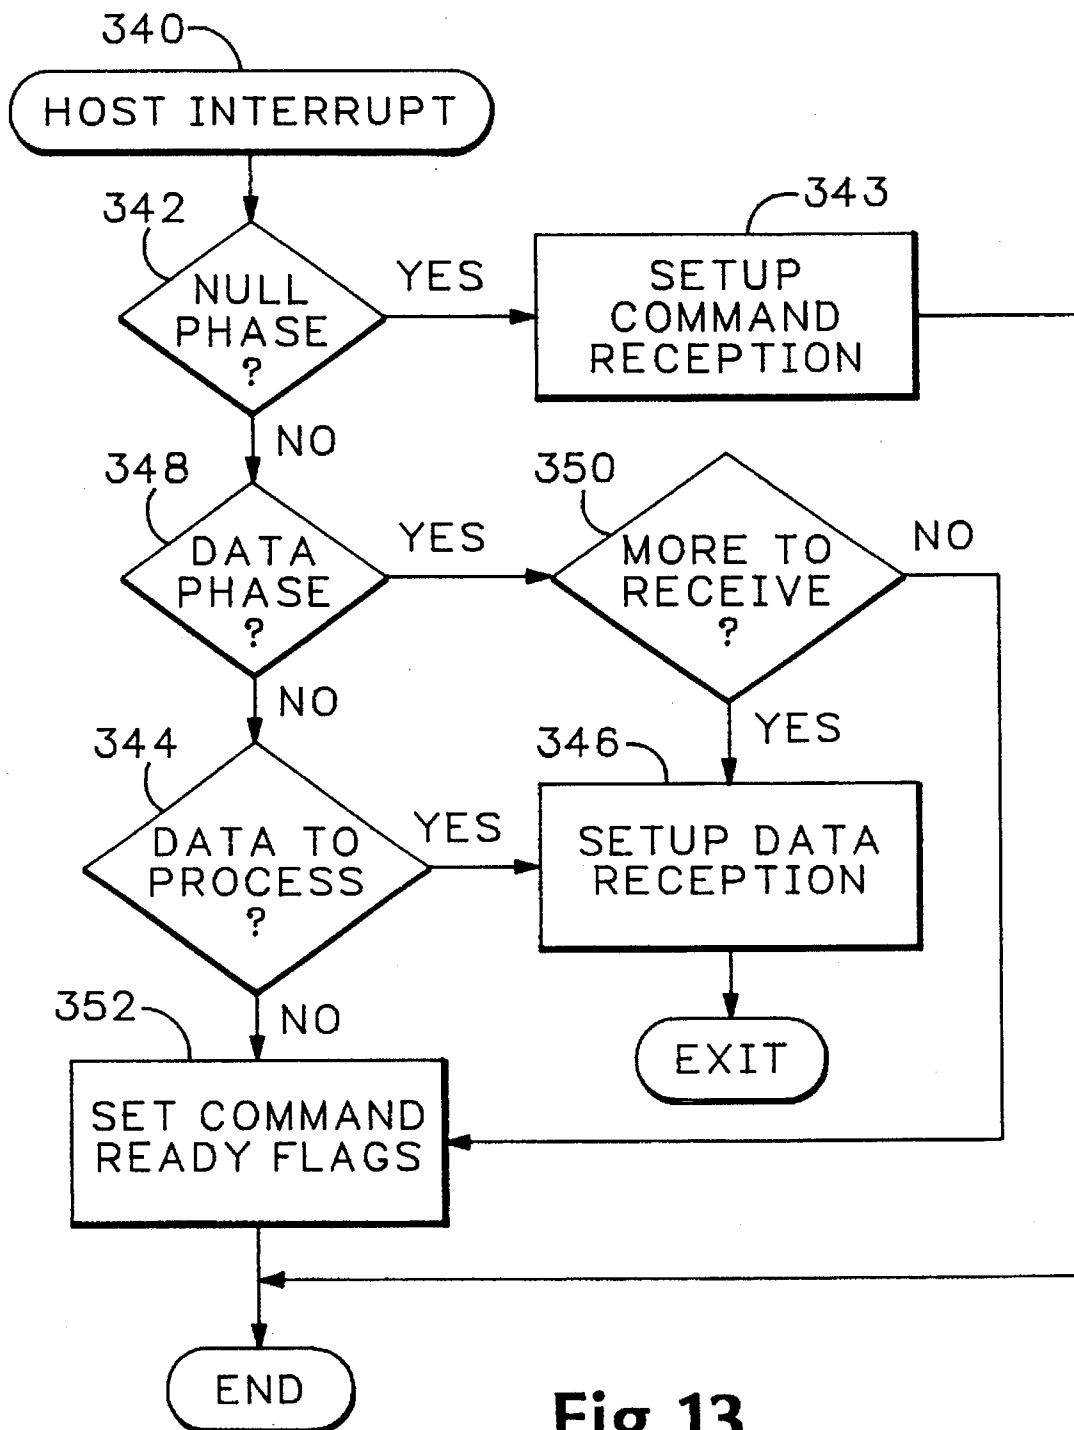 340
HOST INTERRUPT
342
NULL
PHASE
?
YES
343
SETUP
COMMAND
RECEPTION
NO
348
DATA
PHASE
?
YES
350
MORE TO
RECEIVE
?
NO
NO
YES
344
DATA TO
PROCESS
?
YES
346
SETUP DATA
RECEPTION
NO
EXIT
352
SET COMMAND
READY FLAGS
END
Fig 13